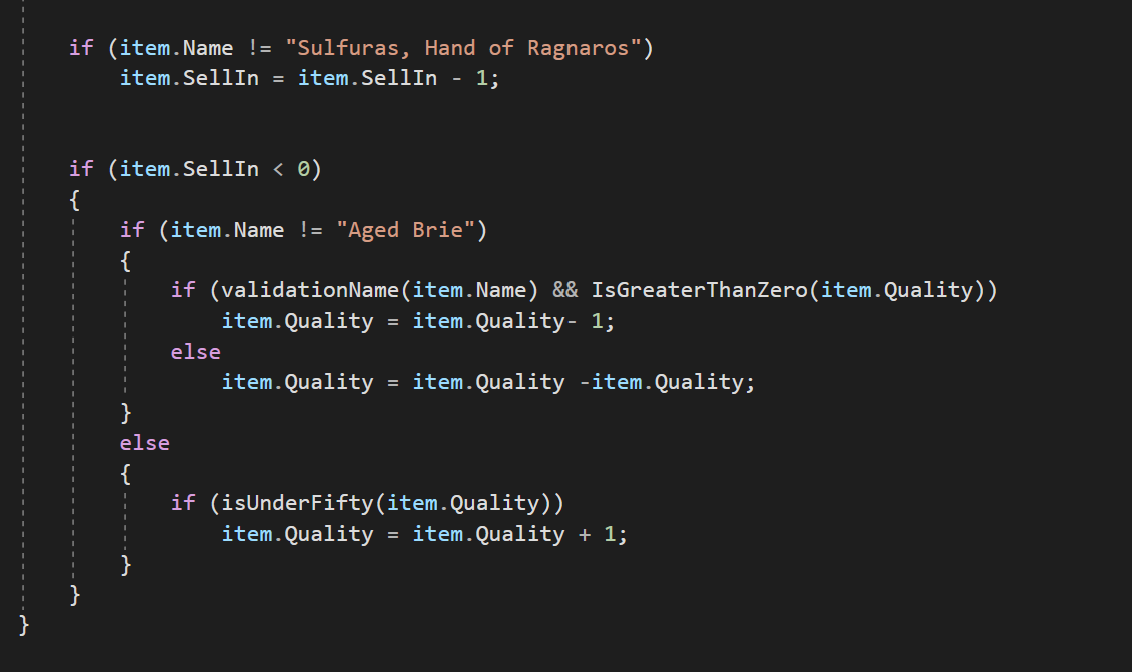 if (item.Name != "Sulfuras, Hand of Ragnaros")
item.SellIn = item.SellIn - 1;
if (item.SellIn < 0)
{
if (item.Name != "Aged Brie")
{
if (validationName(item.Name) && IsGreaterThanZero(item.Quality))
item.Quality = item.Quality- 1;
else
item.Quality = item.Quality -item.Quality;
}
else
{
if (isUnderFifty(item.Quality))
item.Quality = item.Quality + 1;
}
}
}